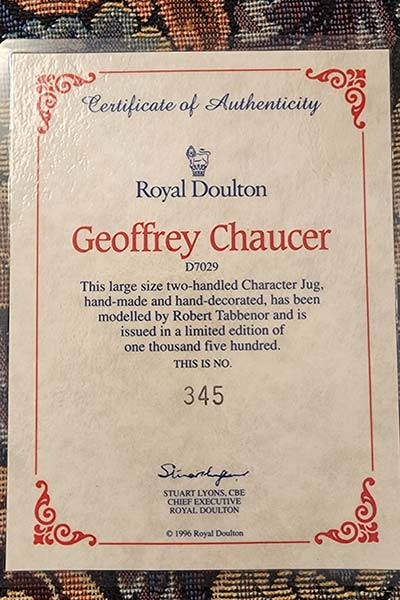 Certificate of Authenticity
Royal Doulton
Geoffrey Chaucer
D7029
This large size two-handled Character Jug,
hand-made and hand-decorated, has been
modelled by Robert Tabbenor and is
issued in a limited edition of
one thousand five hundred.
THIS IS NO.
345
STUART LYONS, CBE
CHIEF EXECUTIVE
ROYAL DOULTON
© 1996 Royal Doulton